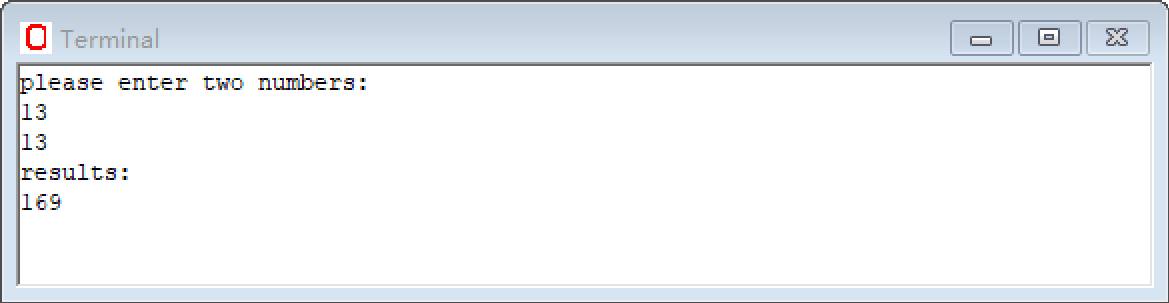 Terminal
please enter two numbers:
13
13
results:
169